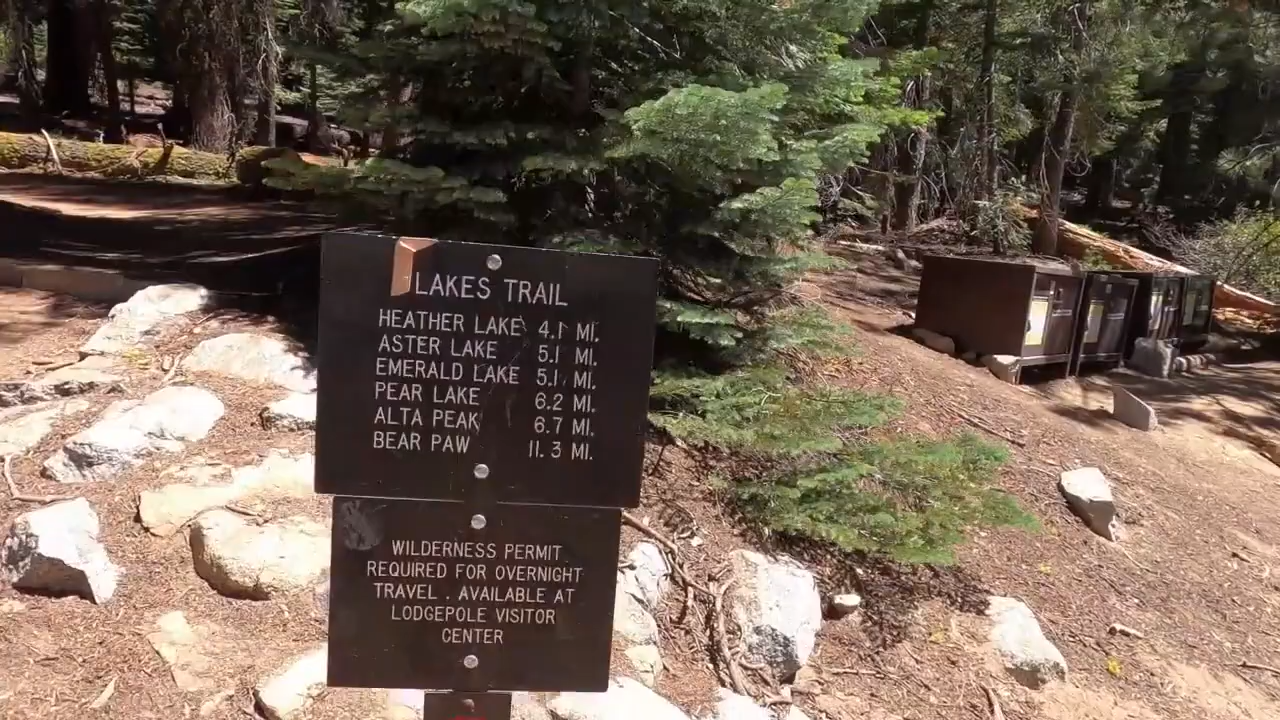 LAKES TRAIL
HEATHER LAKE 4.1 MI.
ASTER LAKE 5.1 MI.
EMERALD LAKE 5.1 MI.
PEAR LAKE 6.2 MI.
ALTA PEAK 6.7 MI.
BEAR PAW 11.3 MI.
WILDERNESS PERMIT
REQUIRED FOR OVERNIGHT
TRAVEL . AVAILABLE AT
LODGEPOLE VISITOR
CENTER